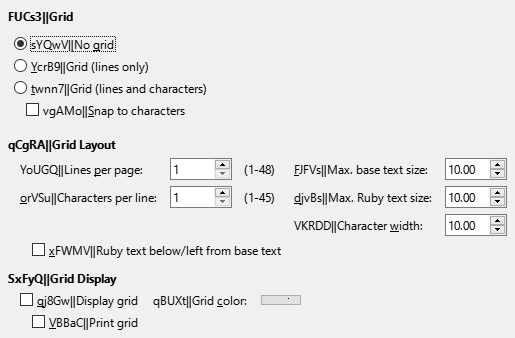 FUCs3||Grid
sYQwV||No grid
YcrB9||Grid (lines only)
twnn7||Grid (lines and characters)
vgAMo||Snap to characters
qCgRA||Grid Layout
YoUGQ||Lines per page: 1 (1-48) FJFVs||Max. base text size: 10.00
orVSu||Characters per line: 1 (1-45) djvBs||Max. Ruby text size: 10.00
VKRDD||Character width: 10.00
xFWMV||Ruby text below/left from base text
SxFyQ||Grid Display
qj8Gw||Display grid qBUXt||Grid color:
VBBaC||Print grid